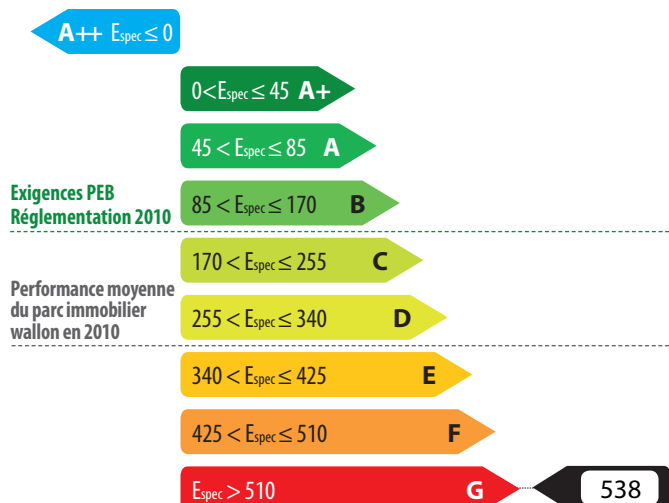 A++ Espec ≤ 0
0 < Espec ≤ 45 A+
45 < Espec ≤ 85 A
Exigences PEB
Réglementation 2010
85 < Espec ≤ 170 B
170 < Espec ≤ 255 C
Performance moyenne
du parc immobilier
wallon en 2010
255 < Espec ≤ 340 D
340 < Espec ≤ 425 E
425 < Espec ≤ 510 F
Espec > 510 G
538